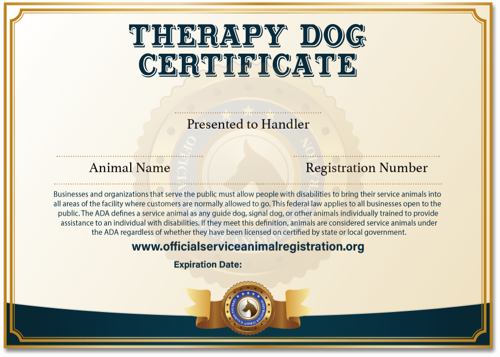 THERAPY DOG
CERTIFICATE
Presented to Handler
Animal Name
Registration Number
Businesses and organizations that serve the public must allow people with disabilities to bring their service animals into
all areas of the facility where customers are normally allowed to go. This federal law applies to all businesses open to the
public. The ADA defines a service animal as any guide dog, signal dog, or other animals individually trained to provide
assistance to an individual with disabilities. If they meet this definition, animals are considered service animals under
the ADA regardless of whether they have been licensed on certified by state or local government.
www.officialserviceanimalregistration.org
Expiration Date: